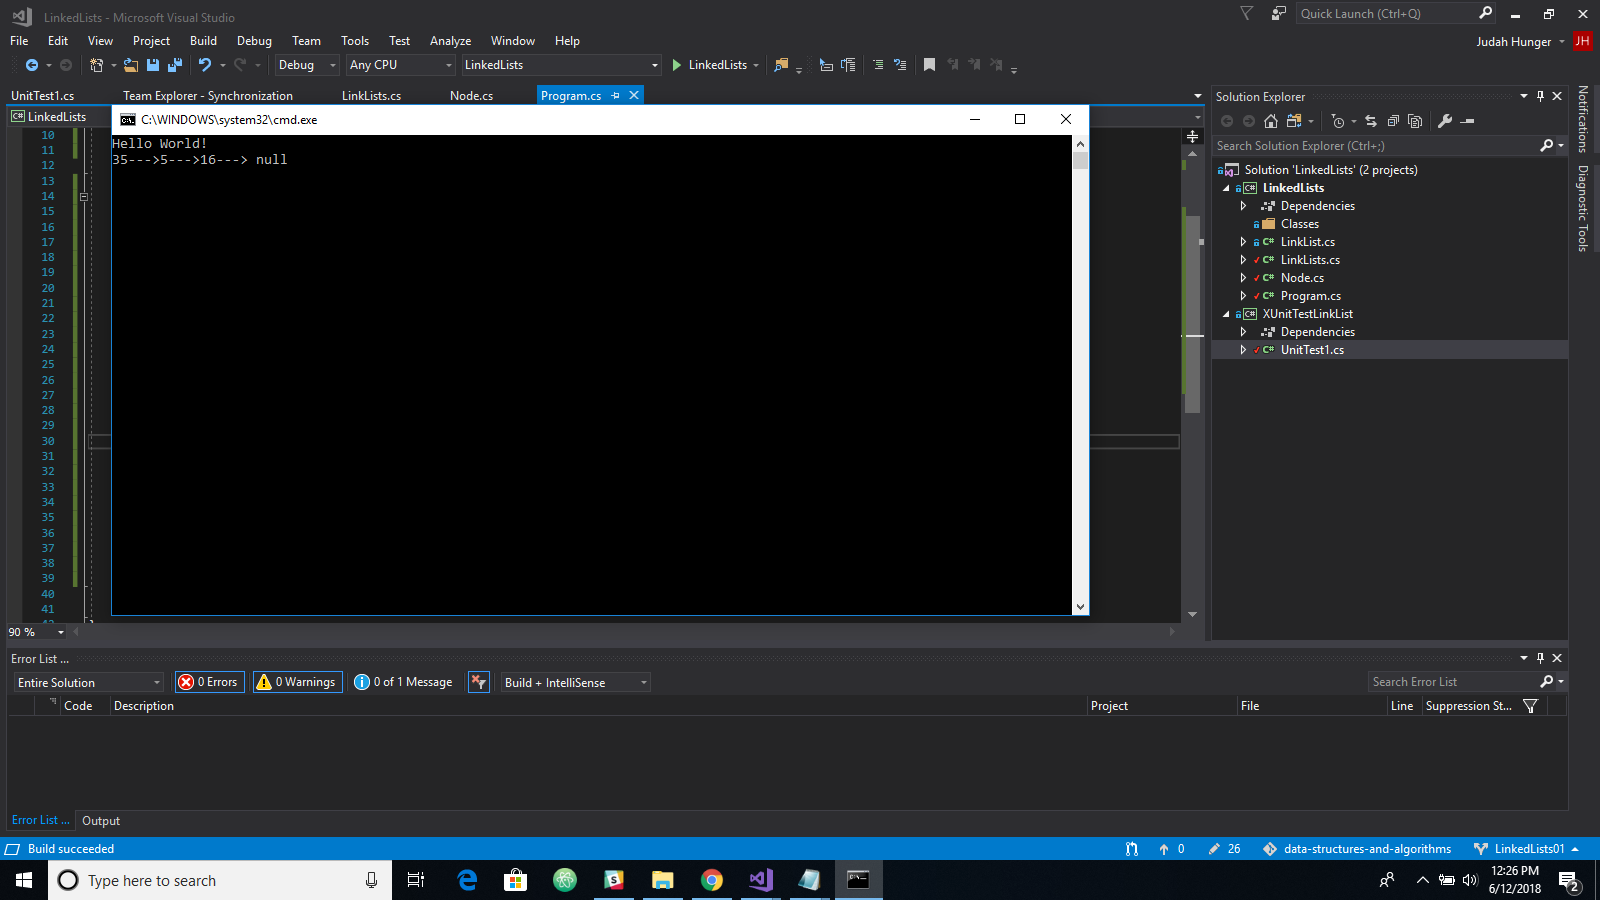 LinkedLists - Microsoft Visual Studio
Quick Launch (Ctrl+Q)
File Edit View Project Build Debug Team Tools Test Analyze Window Help
Judah Hunger JH
Debug Any CPU LinkedLists LinkedLists
UnitTest1.cs Team Explorer - Synchronization LinkLists.cs Node.cs Program.cs
C# LinkedLists
C:\WINDOWS\system32\cmd.exe
Hello World!
35--->5--->16---> null
10
11
12
13
14
15
16
17
18
19
20
21
22
23
24
25
26
27
28
29
30
31
32
33
34
35
36
37
38
39
40
41
90 %
Solution Explorer
Search Solution Explorer (Ctrl+;)
Solution 'LinkedLists' (2 projects)
C# LinkedLists
Dependencies
Classes
C# LinkList.cs
C# LinkLists.cs
C# Node.cs
C# Program.cs
C# XUnitTestLinkList
Dependencies
C# UnitTest1.cs
Notifications
Diagnostic Tools
Error List ...
Entire Solution 0 Errors 0 Warnings 0 of 1 Message Build + IntelliSense Search Error List
Code Description Project File Line Suppression St...
Error List ... Output
Build succeeded 0 26 data-structures-and-algorithms LinkedLists01
Type here to search
12:26 PM
6/12/2018
2